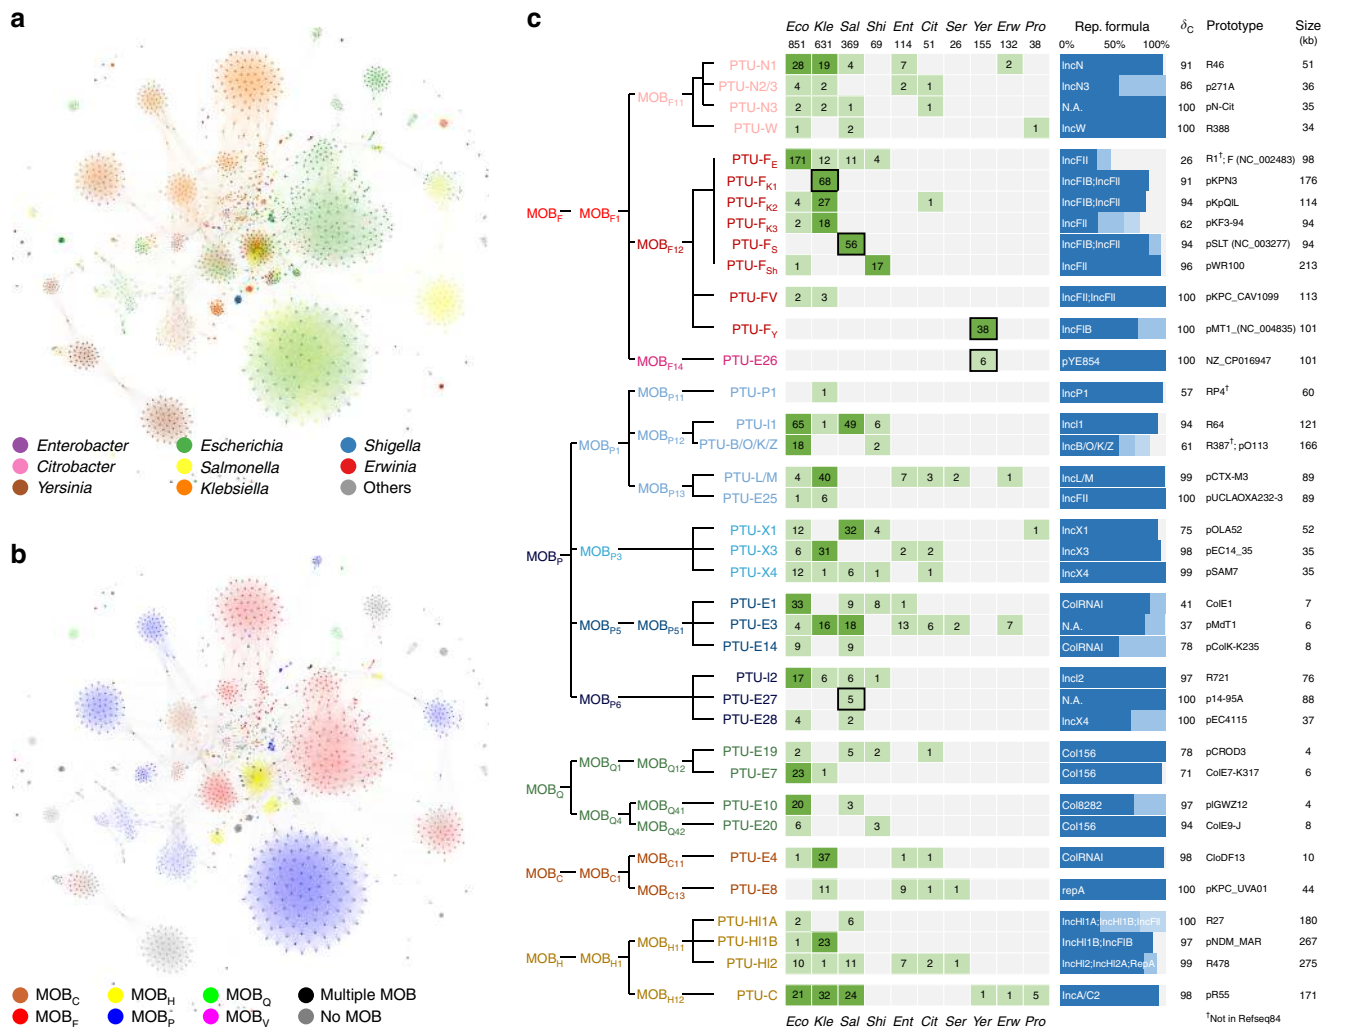 a
Enterobacter Escherichia Shigella
Citrobacter Salmonella Erwinia
Yersinia Klebsiella Others
b
MOBC MOBH MOBQ Multiple MOB
MOBF MOBP MOBV No MOB
c
Eco Kle Sal Shi Ent Cit Ser Yer Erw Pro Rep. formula δC Prototype Size
851 631 369 69 114 51 26 155 132 38 0% 50% 100% (kb)
PTU-N1 28 19 4 7 2 IncN 91 R46 51
PTU-N2/3 4 2 2 1 IncN3 86 p271A 36
MOBF11
PTU-N3 2 2 1 1 N.A. 100 pN-Cit 35
PTU-W 1 2 1 IncW 100 R388 34
PTU-FE 171 12 11 4 IncFII 26 R1†; F (NC_002483) 98
PTU-FK1 68 IncFIB;IncFII 91 pKPN3 176
PTU-FK2 4 27 1 IncFIB;IncFII 94 pKpQIL 114
MOBF MOBF1
PTU-FK3 2 18 IncFII 62 pKF3-94 94
MOBF12 PTU-FS 56 IncFIB;IncFII 94 pSLT (NC_003277) 94
PTU-FSh 1 17 IncFII 96 pWR100 213
PTU-FV 2 3 IncFII;IncFII 100 pKPC_CAV1099 113
PTU-FY 38 IncFIB 100 pMT1_(NC_004835) 101
MOBF14 PTU-E26 6 pYE854 100 NZ_CP016947 101
MOBP11 PTU-P1 1 IncP1 57 RP4† 60
PTU-I1 65 1 49 6 IncI1 94 R64 121
MOBP1 MOBP12
PTU-B/O/K/Z 18 2 IncB/O/K/Z 61 R387†; pO113 166
PTU-L/M 4 40 7 3 2 1 IncL/M 99 pCTX-M3 89
MOBP13
PTU-E25 1 6 IncFII 100 pUCLAOXA232-3 89
PTU-X1 12 32 4 1 IncX1 75 pOLA52 52
MOBP MOBP3 PTU-X3 6 31 2 2 IncX3 98 pEC14_35 35
PTU-X4 12 1 6 1 1 IncX4 99 pSAM7 35
PTU-E1 33 9 8 1 ColRNAI 41 ColE1 7
MOBP5 MOBP51 PTU-E3 4 16 18 13 6 2 7 N.A. 37 pMdT1 6
PTU-E14 9 9 ColRNAI 78 pColK-K235 8
PTU-I2 17 6 6 1 IncI2 97 R721 76
MOBP6 PTU-E27 5 N.A. 100 p14-95A 88
PTU-E28 4 2 IncX4 100 pEC4115 37
PTU-E19 2 5 2 1 Col156 78 pCROD3 4
MOBQ1 MOBQ12
PTU-E7 23 1 Col156 71 ColE7-K317 6
MOBQ
MOBQ41 PTU-E10 20 3 Col8282 97 pIGWZ12 4
MOBQ4
MOBQ42 PTU-E20 6 3 Col156 94 ColE9-J 8
MOBC11 PTU-E4 1 37 1 1 ColRNAI 98 CloDF13 10
MOBC MOBC1
MOBC13 PTU-E8 11 9 1 1 repA 100 pKPC_UVA01 44
PTU-HI1A 2 6 IncHI1A;IncHI1B;IncFII 100 R27 180
MOBH11 PTU-HI1B 1 23 IncHI1B;IncFIB 97 pNDM_MAR 267
MOBH MOBH1
PTU-HI2 10 1 11 7 2 1 IncHI2;IncHI2A;RepA 99 R478 275
MOBH12 PTU-C 21 32 24 1 1 5 IncA/C2 98 pR55 171
Eco Kle Sal Shi Ent Cit Ser Yer Erw Pro †Not in Refseq84